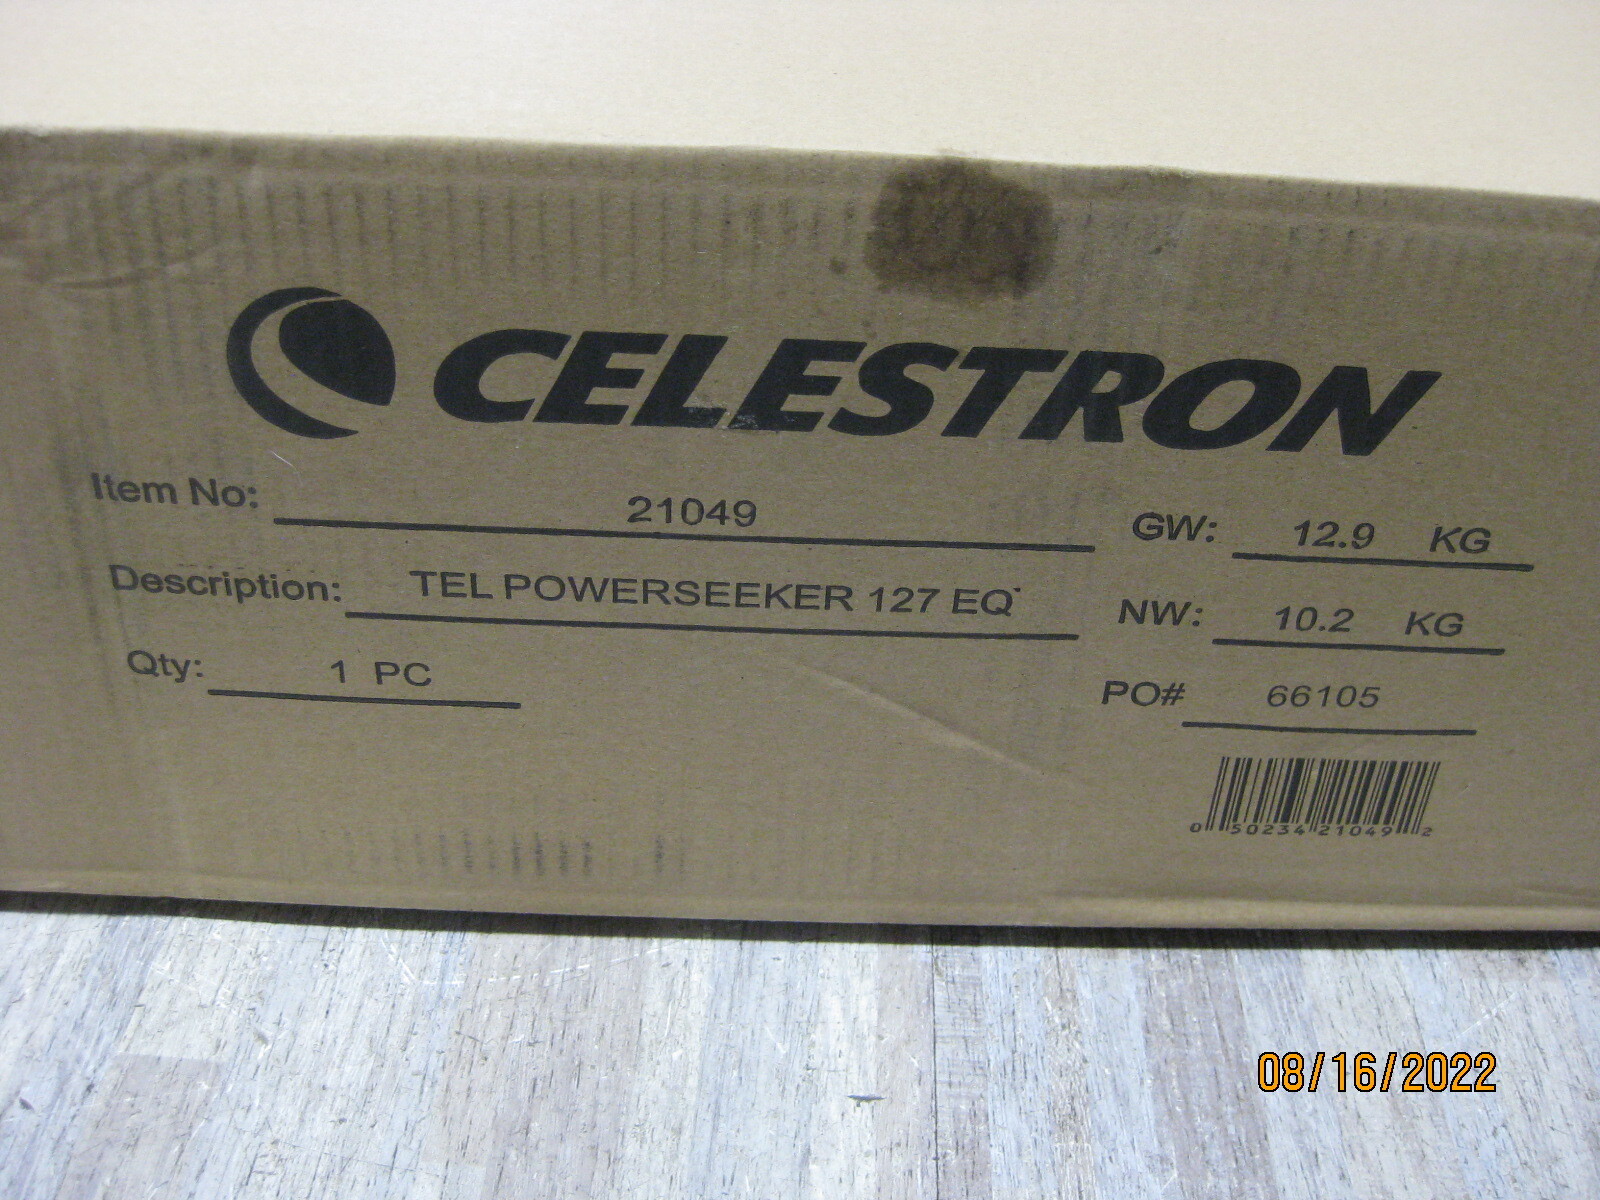 CELESTRON
Item No: 21049
GW: 12.9 KG
Description: TEL POWERSEEKER 127 EQ
NW: 10.2 KG
Qty: 1 PC
PO# 66105
0 50234 21049 2
08/16/2022